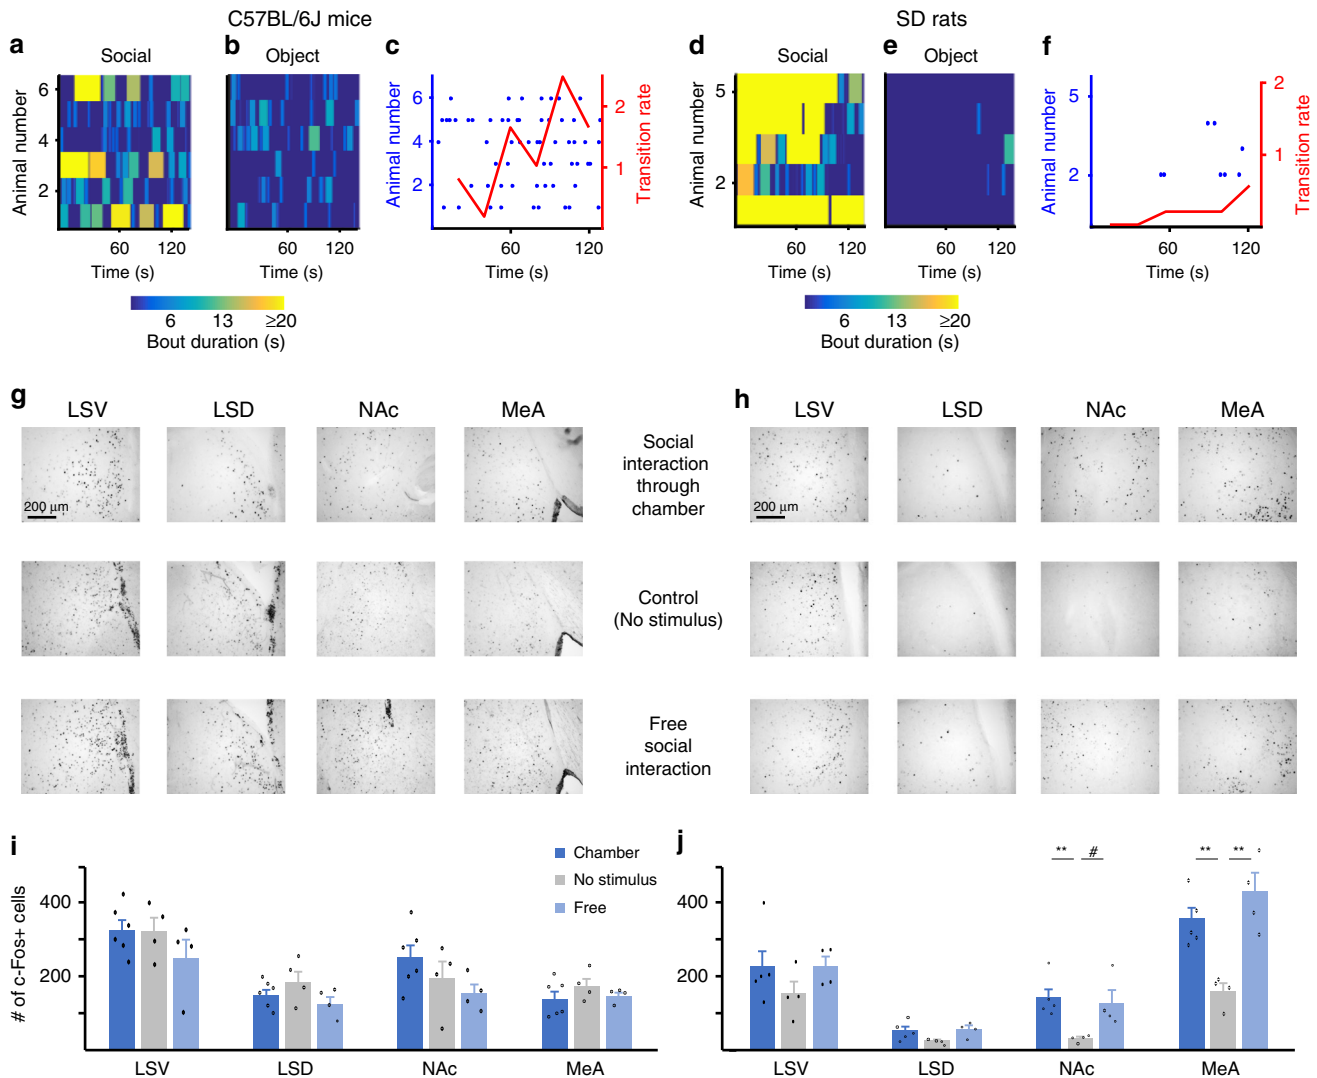 C57BL/6J mice
SD rats
a
Social
b
Object
c
d
Social
e
Object
f
Animal number
6
4
2
60
120
Time (s)
60
120
Time (s)
Animal number
6
4
2
60
120
Time (s)
2
1
Transition rate
Animal number
5
2
60
120
Time (s)
60
120
Time (s)
Animal number
5
2
60
120
Time (s)
2
1
Transition rate
6
13
≥20
Bout duration (s)
6
13
≥20
Bout duration (s)
g
LSV
LSD
NAc
MeA
h
LSV
LSD
NAc
MeA
200 µm
200 µm
Social
interaction
through
chamber
Control
(No stimulus)
Free
social
interaction
i
# of c-Fos+ cells
400
200
LSV
LSD
NAc
MeA
Chamber
No stimulus
Free
j
400
200
** #
** **
LSV
LSD
NAc
MeA